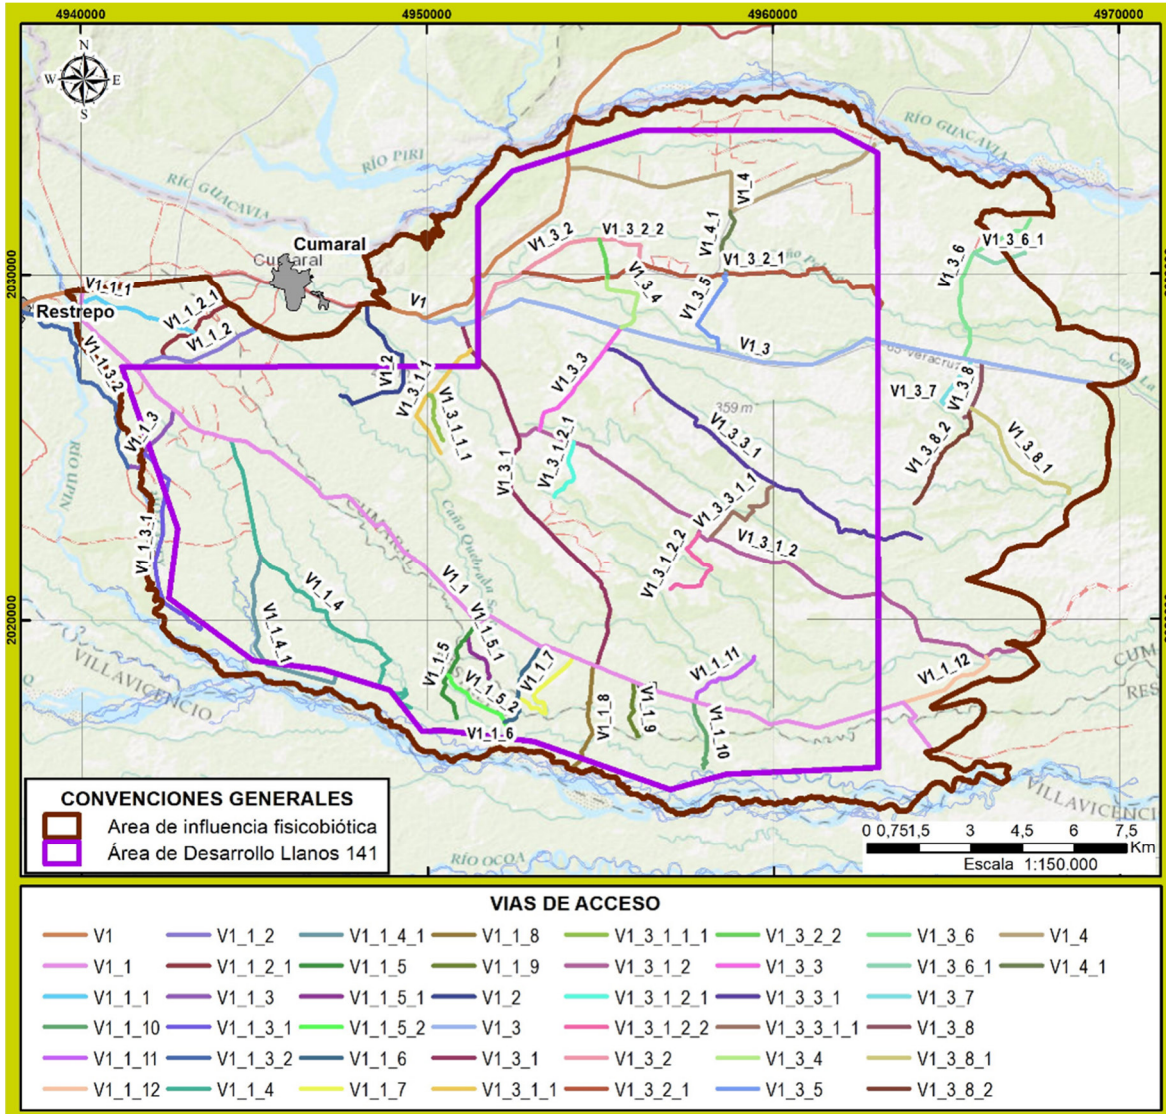 4940000 4950000 4960000 4970000
N
W E
S
RÍO GUACAVIA
RÍO PIRI
RÍO GUACAVIA
Cumaral
Cumaral
Restrepo
2030000
2020000
V1_3_2
V1_3_2_2
V1_4
V1_4_1
V1_3_2_1
V1_3_6
V1_3_6_1
V1_1_1
V1_1_2_1
V1_1_2
V1
V1_3_4
V1_3_5
V1_3
V1_1_3_2
V1_2
V1_3_1_1
V1_3_3
V1_3_7
V1_3_8
359 m
V1_1_3
V1_3_1_1_1
V1_3_1
V1_3_1_2_1
V1_3_3_1
V1_3_8_2
V1_3_8_1
RIO UPIN
CUMARAL
Caño Quebrada
V1_3_3_1_1
V1_1_3_1
V1_3_1_2_2
V1_3_1_2
V1_1_4
V1_1
V1_1_4_1
V1_1_5
V1_1_5_1
V1_1_7
V1_1_11
V1_1_12
V1_1_5_2
V1_1_6
V1_1_8
V1_1_9
V1_1_10
VILLAVICENCIO
VILLAVICENCIO
RÍO OCOA
CONVENCIONES GENERALES
Area de influencia fisicobiótica
Área de Desarrollo Llanos 141
0 0,751,5 3 4,5 6 7,5
Km
Escala 1:150.000
VIAS DE ACCESO
V1 V1_1_2 V1_1_4_1 V1_1_8 V1_3_1_1_1 V1_3_2_2 V1_3_6 V1_4
V1_1 V1_1_2_1 V1_1_5 V1_1_9 V1_3_1_2 V1_3_3 V1_3_6_1 V1_4_1
V1_1_1 V1_1_3 V1_1_5_1 V1_2 V1_3_1_2_1 V1_3_3_1 V1_3_7
V1_1_10 V1_1_3_1 V1_1_5_2 V1_3 V1_3_1_2_2 V1_3_3_1_1 V1_3_8
V1_1_11 V1_1_3_2 V1_1_6 V1_3_1 V1_3_2 V1_3_4 V1_3_8_1
V1_1_12 V1_1_4 V1_1_7 V1_3_1_1 V1_3_2_1 V1_3_5 V1_3_8_2